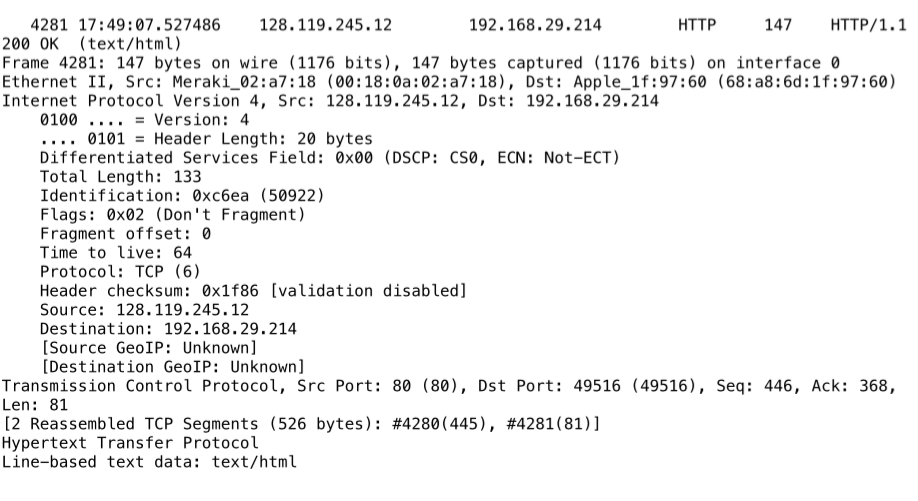 4281 17:49:07.527486 128.119.245.12 192.168.29.214 HTTP 147 HTTP/1.1
200 OK (text/html)
Frame 4281: 147 bytes on wire (1176 bits), 147 bytes captured (1176 bits) on interface 0
Ethernet II, Src: Meraki_02:a7:18 (00:18:0a:02:a7:18), Dst: Apple_1f:97:60 (68:a8:6d:1f:97:60)
Internet Protocol Version 4, Src: 128.119.245.12, Dst: 192.168.29.214
0100 .... = Version: 4
.... 0101 = Header Length: 20 bytes
Differentiated Services Field: 0x00 (DSCP: CS0, ECN: Not-ECT)
Total Length: 133
Identification: 0xc6ea (50922)
Flags: 0x02 (Don't Fragment)
Fragment offset: 0
Time to live: 64
Protocol: TCP (6)
Header checksum: 0x1f86 [validation disabled]
Source: 128.119.245.12
Destination: 192.168.29.214
[Source GeoIP: Unknown]
[Destination GeoIP: Unknown]
Transmission Control Protocol, Src Port: 80 (80), Dst Port: 49516 (49516), Seq: 446, Ack: 368,
Len: 81
[2 Reassembled TCP Segments (526 bytes): #4280(445), #4281(81)]
Hypertext Transfer Protocol
Line-based text data: text/html